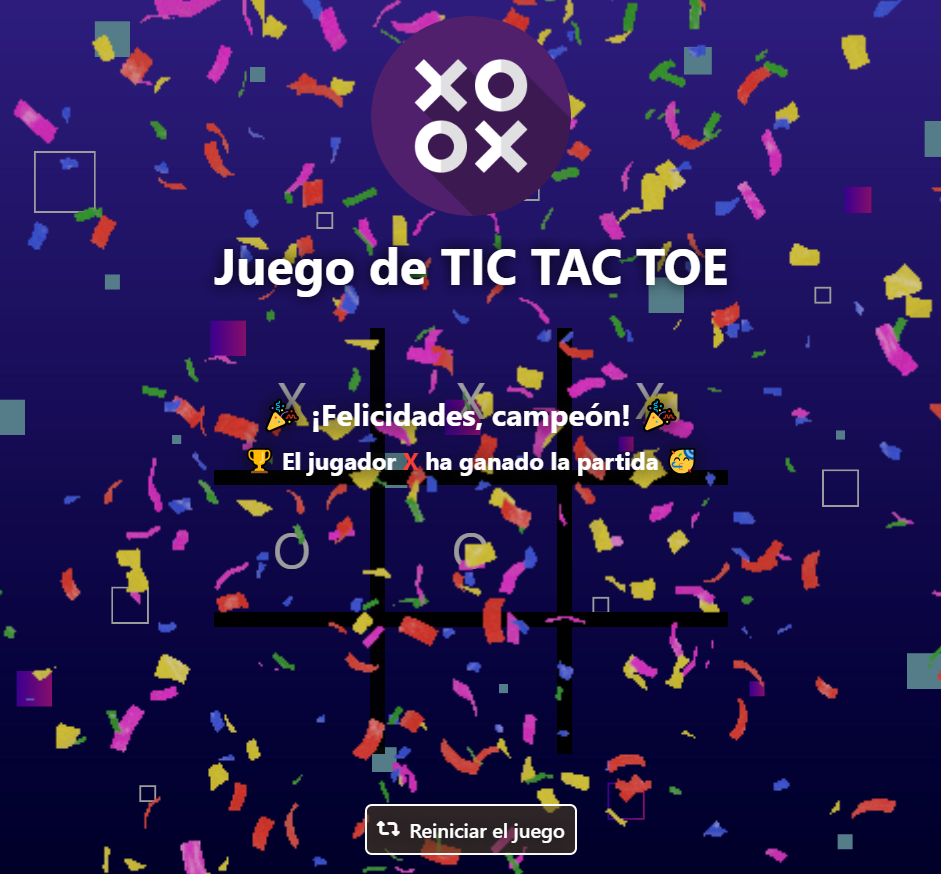 XO
OX
Juego de TIC TAC TOE
X X X
🎉 ¡Felicidades, campeón! 🎉
🏆 El jugador X ha ganado la partida 🥳
O O
Reiniciar el juego